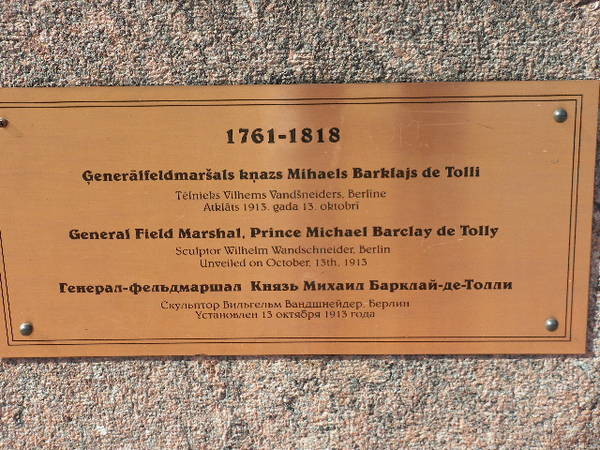 1761-1818
Ģenerālfeldmaršals kņazs Mihaels Barklajs de Tolli
Tēlnieks Vilhems Vandšneiders, Berlīne
Atklāts 1913. gada 13. oktobrī
General Field Marshal, Prince Michael Barclay de Tolly
Sculptor Wilhelm Wandschneider, Berlin
Unveiled on October, 13th, 1913
Генерал-фельдмаршал Князь Михаил Барклай-де-Толли
Скульптор Вильгельм Вандшнейдер, Берлин
Установлен 13 октября 1913 года